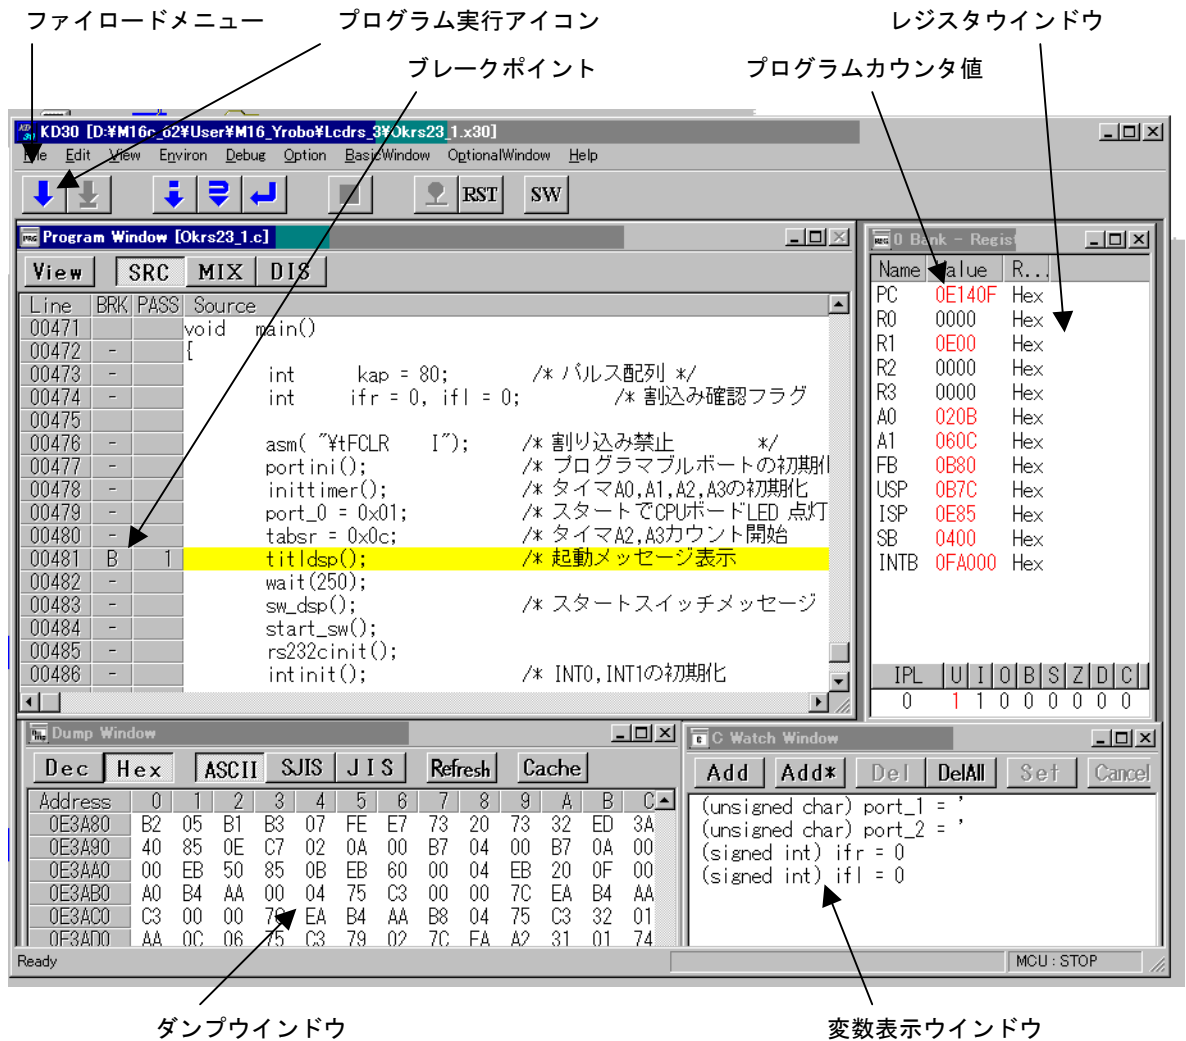 ファイロードメニュー プログラム実行アイコン レジスタウインドウ
ブレークポイント プログラムカウンタ値
KD30 [D:¥M16c_62¥User¥M16_Yrobo¥Lcdrs_3¥Okrs23_1.x30]
File Edit View Environ Debug Option BasicWindow OptionalWindow Help
RST SW
Program Window [Okrs23_1.c]
View SRC MIX DIS
Line BRK PASS Source
00471 void main()
00472 - {
00473 - int kap = 80; /* パルス配列 */
00474 - int ifr = 0, ifl = 0; /* 割込み確認フラグ
00475
00476 - asm( "¥tFCLR I"); /* 割り込み禁止 */
00477 - portini(); /* プログラマブルポートの初期化
00478 - inittimer(); /* タイマA0,A1,A2,A3の初期化
00479 - port_0 = 0x01; /* スタートでCPUボードLED 点灯
00480 - tabsr = 0x0c; /* タイマA2,A3カウント開始
00481 B 1 titldsp(); /* 起動メッセージ表示
00482 - wait(250);
00483 - sw_dsp(); /* スタートスイッチメッセージ
00484 - start_sw();
00485 - rs232cinit();
00486 - intinit(); /* INT0,INT1の初期化
0 Bank - Regist
Name Value R...
PC 0E140F Hex
R0 0000 Hex
R1 0E00 Hex
R2 0000 Hex
R3 0000 Hex
A0 020B Hex
A1 060C Hex
FB 0B80 Hex
USP 0B7C Hex
ISP 0E85 Hex
SB 0400 Hex
INTB 0FA000 Hex
IPL U I O B S Z D C
0 1 1 0 0 0 0 0 0
Dump Window
Dec Hex ASCII SJIS JIS Refresh Cache
Address 0 1 2 3 4 5 6 7 8 9 A B C
0E3A80 B2 05 B1 B3 07 FE E7 73 20 73 32 ED 3A
0E3A90 40 85 0E C7 02 0A 00 B7 04 00 B7 0A 00
0E3AA0 00 EB 50 85 0B EB 60 00 04 EB 20 0F 00
0E3AB0 A0 B4 AA 00 04 75 C3 00 00 7C EA B4 AA
0E3AC0 C3 00 00 7C EA B4 AA B8 04 75 C3 32 01
0E3AD0 AA 0C 06 75 C3 79 02 7C EA A2 31 01 74
C Watch Window
Add Add* Del DelAll Set Cancel
(unsigned char) port_1 = '
(unsigned char) port_2 = '
(signed int) ifr = 0
(signed int) ifl = 0
Ready MCU:STOP
ダンプウインドウ 変数表示ウインドウ